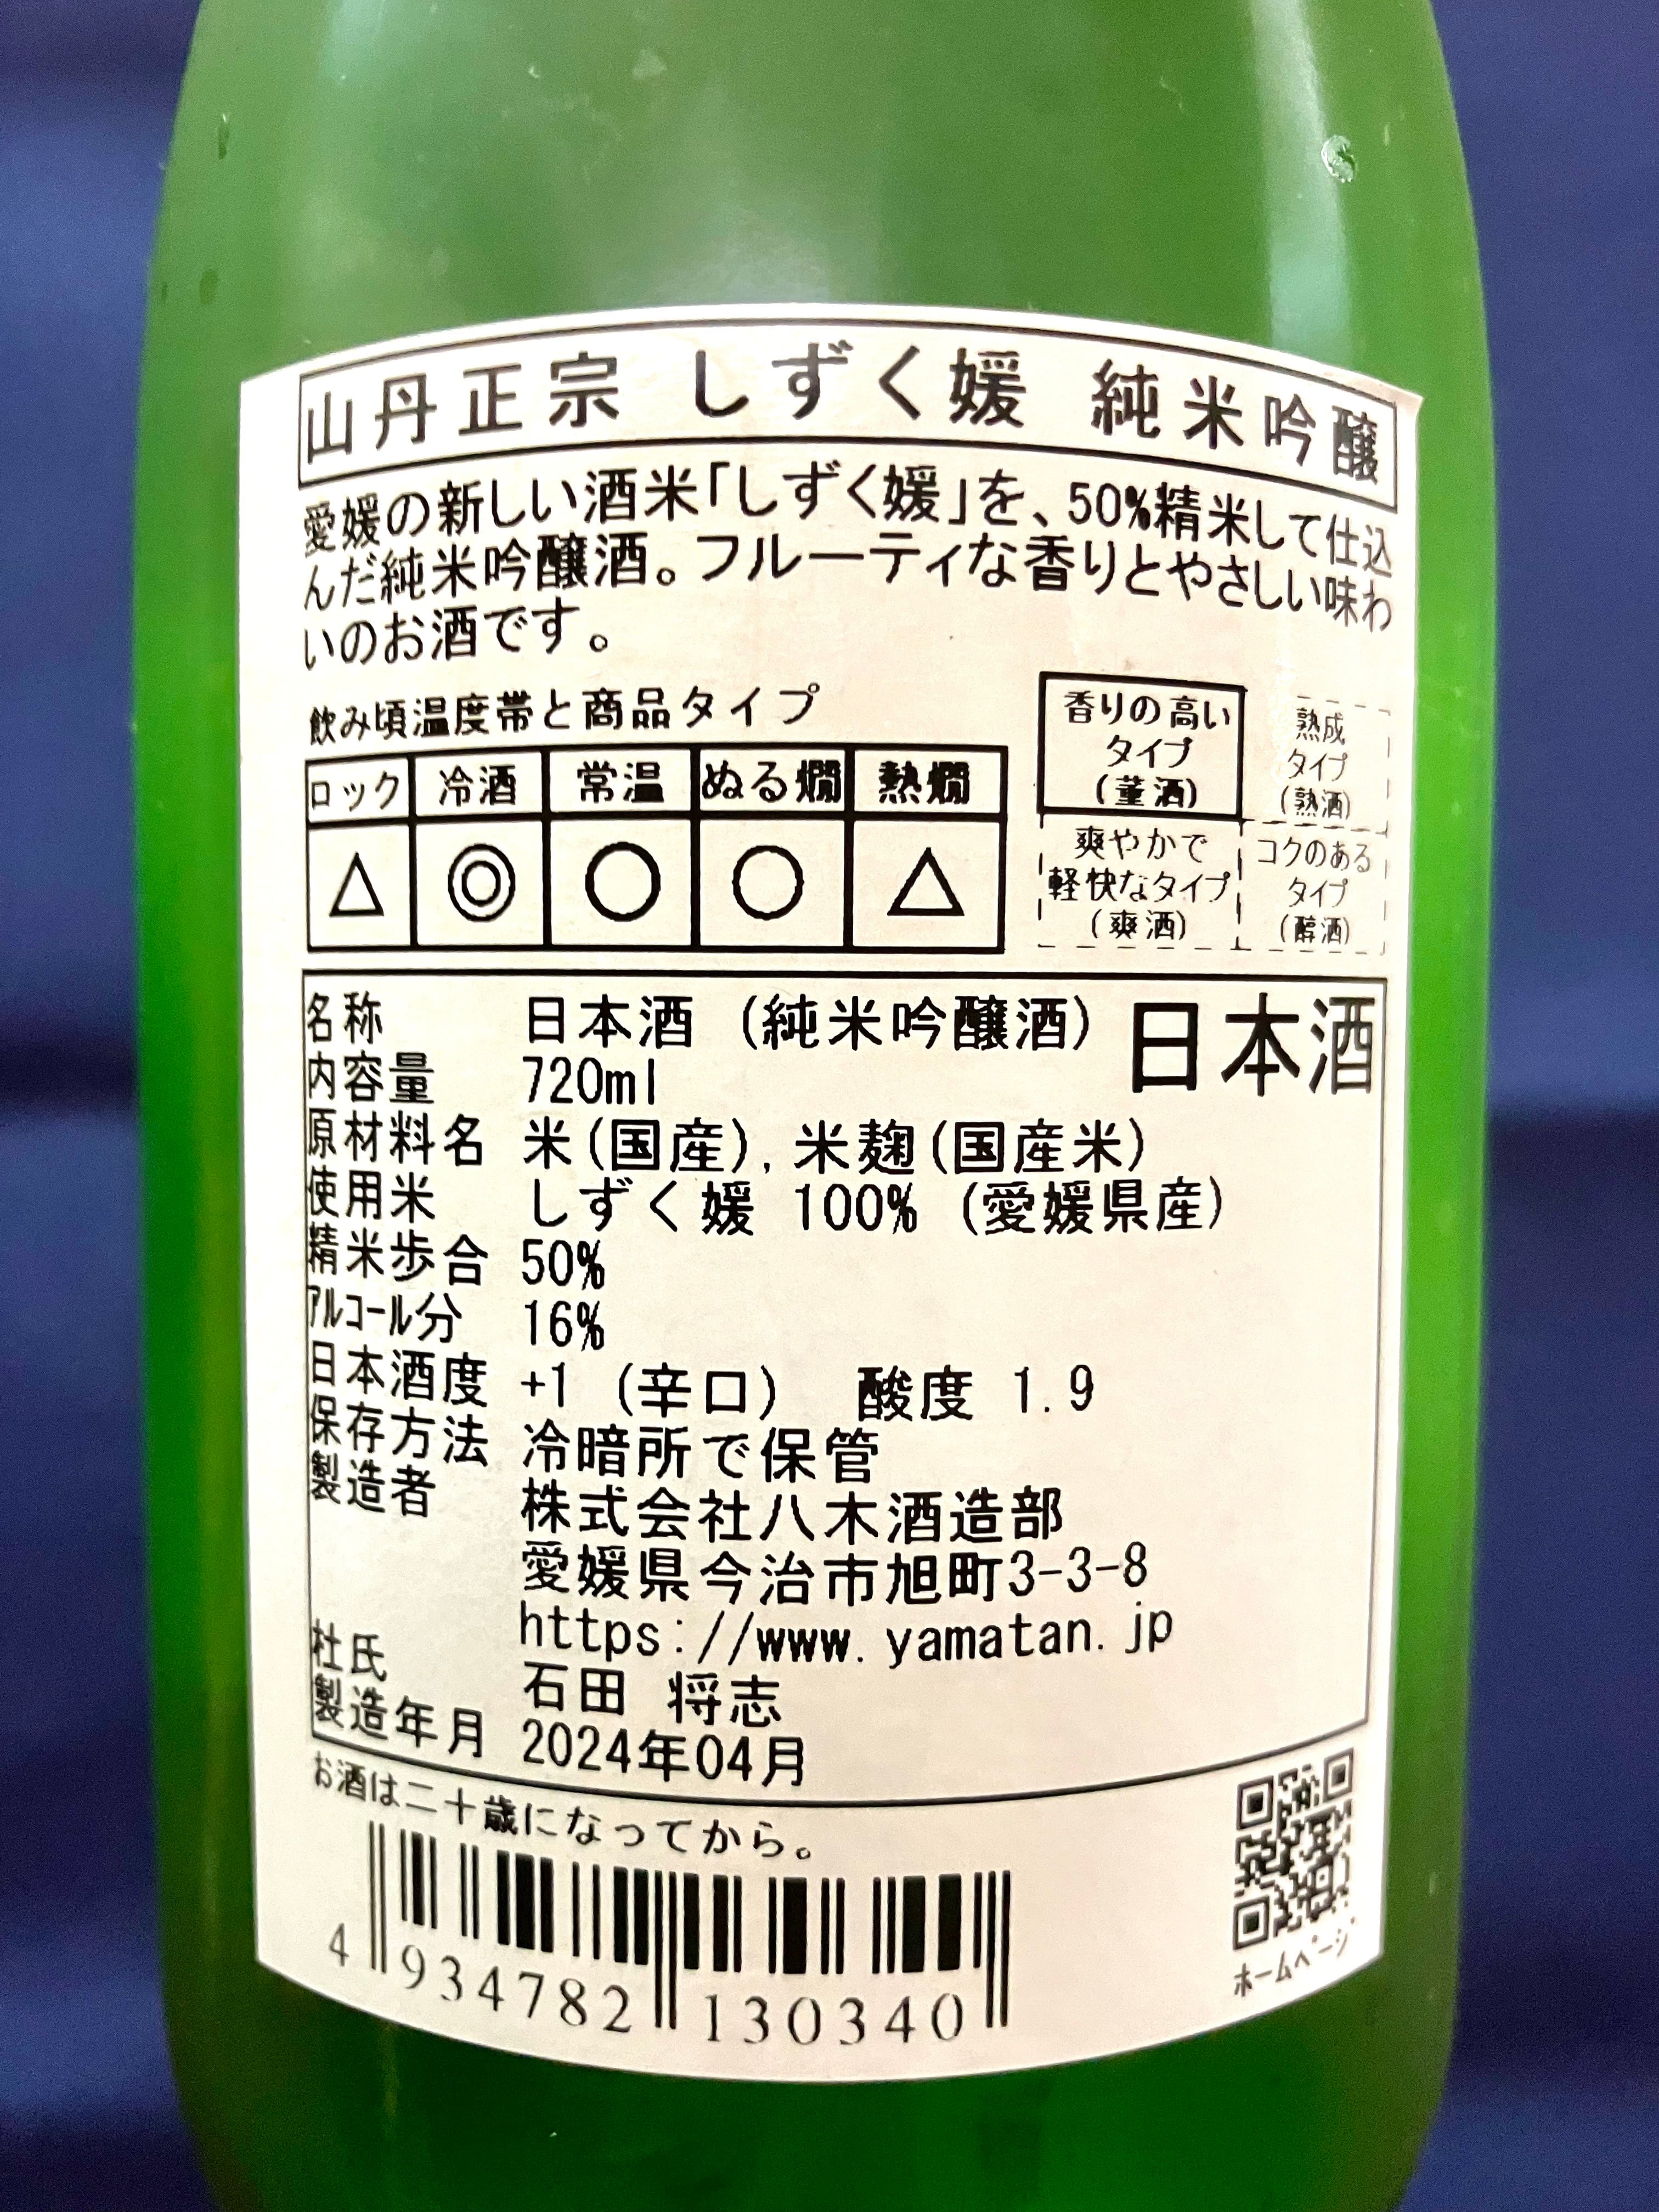 山丹正宗 しずく媛 純米吟醸
愛媛の新しい酒米「しずく媛」を、50%精米して仕込
んだ純米吟醸酒。フルーティな香りとやさしい味わ
いのお酒です。
飲み頃温度帯と商品タイプ
ロック 冷酒 常温 ぬる燗 熱燗
△ ◎ ○ ○ △
香りの高い
タイプ
(薫酒)
熟成
タイプ
(熟酒)
爽やかで
軽快なタイプ
(爽酒)
コクのある
タイプ
(醇酒)
日本酒
名称 日本酒 (純米吟醸酒)
内容量 720ml
原材料名 米(国産),米麹(国産米)
使用米 しずく媛 100% (愛媛県産)
精米歩合 50%
アルコール分 16%
日本酒度 +1 (辛口) 酸度 1.9
保存方法 冷暗所で保管
製造者 株式会社八木酒造部
愛媛県今治市旭町3-3-8
https://www.yamatan.jp
杜氏 石田 将志
製造年月 2024年04月
お酒は二十歳になってから。
4 934782 130340
ホームページ